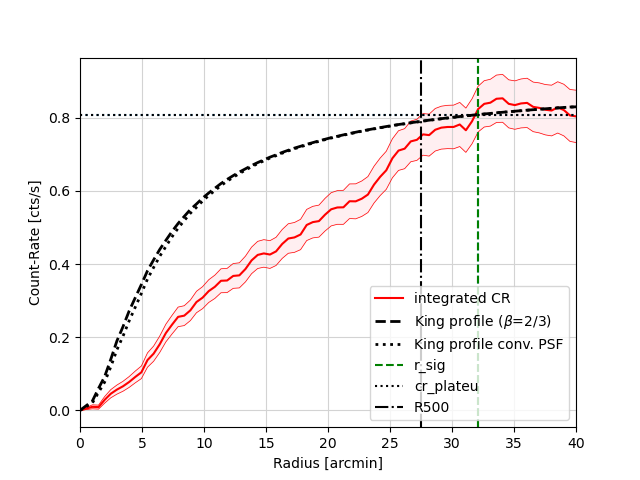 0.8
0.6
0.4
0.2
0.0
Count-Rate [cts/s]
integrated CR
King profile (β=2/3)
King profile conv. PSF
r_sig
cr_plateu
R500
0 5 10 15 20 25 30 35 40
Radius [arcmin]